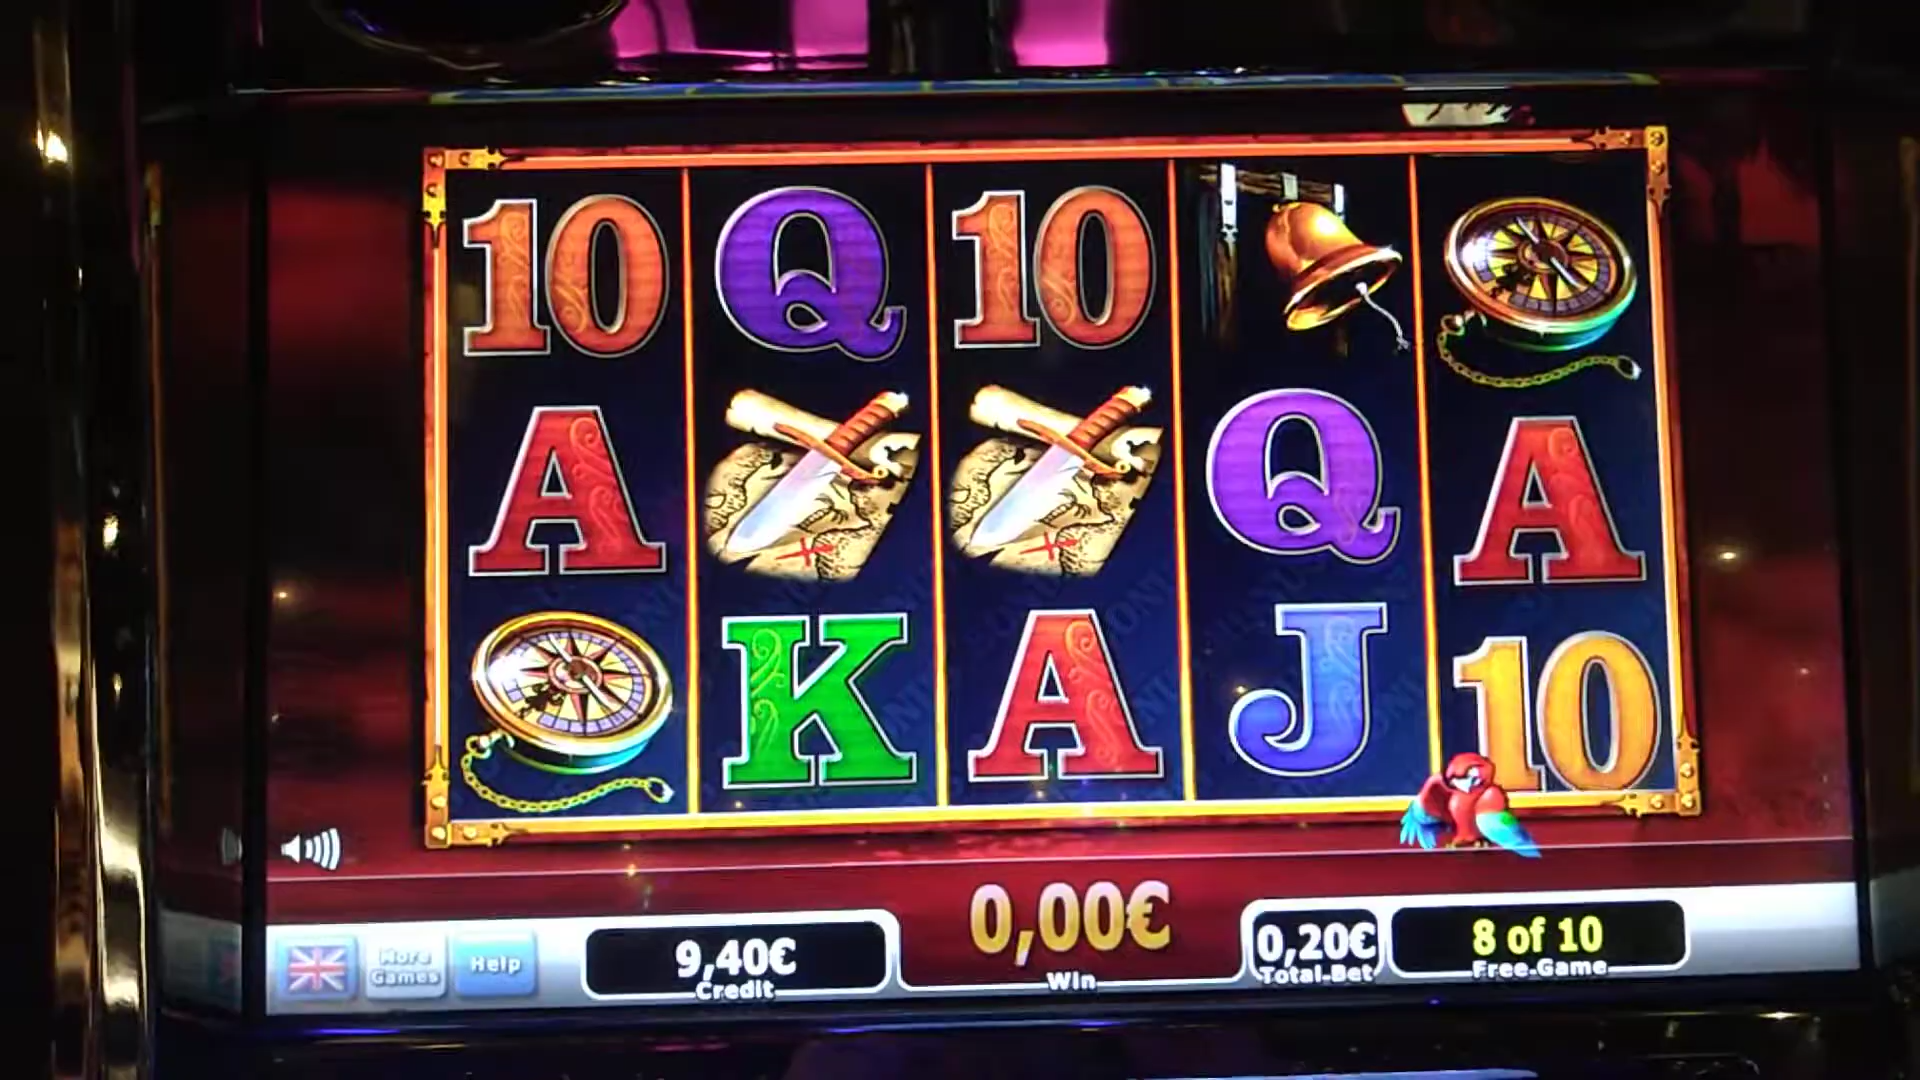 10 Q 10
A Q A
K A J 10
More Games Help
9,40€
Credit
0,00€
Win
0,20€
Total Bet
8 of 10
Free Game